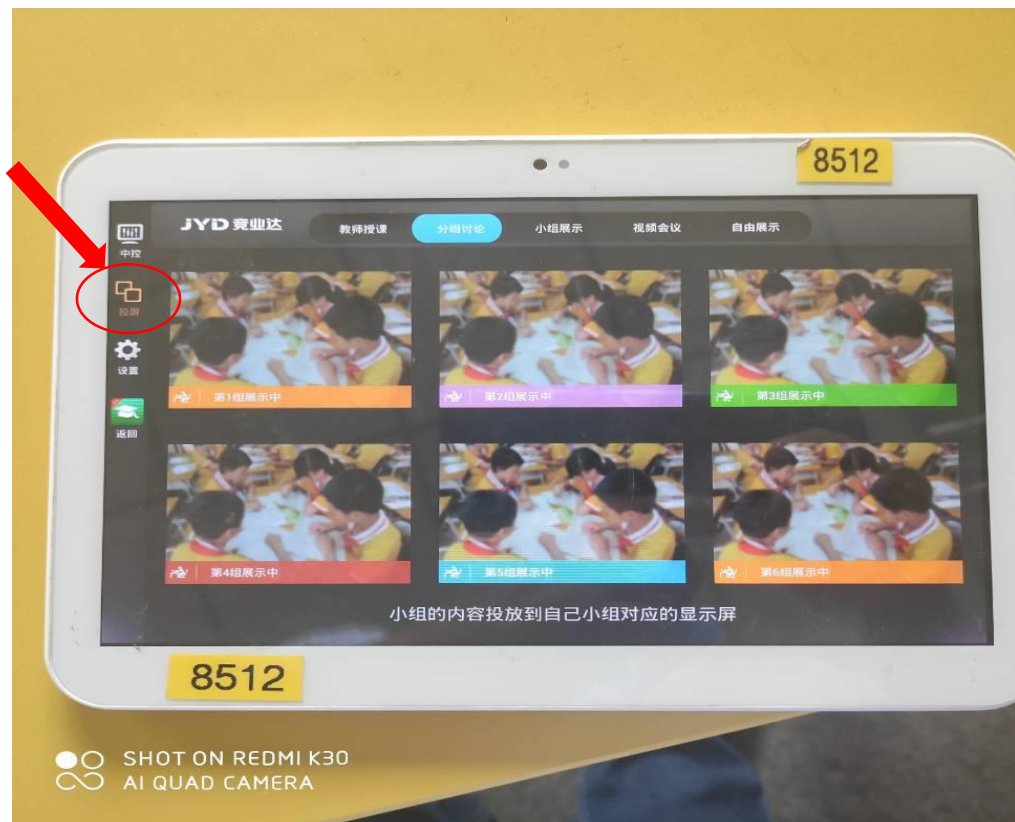 8512
JYD 竞业达
教师授课
分组讨论
小组展示
视频会议
自由展示
中控
投屏
设置
返回
第1组展示中
第2组展示中
第3组展示中
第4组展示中
第5组展示中
第6组展示中
小组的内容投放到自己小组对应的显示屏
8512
SHOT ON REDMI K30
AI QUAD CAMERA